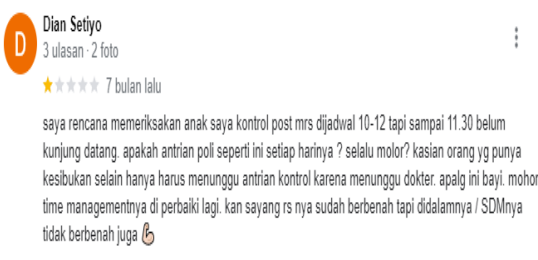 D
Dian Setiyo
3 ulasan · 2 foto
7 bulan lalu
saya rencana memeriksakan anak saya kontrol post mrs dijadwal 10-12 tapi sampai 11.30 belum
kunjung datang. apakah antrian poli seperti ini setiap harinya ? selalu molor? kasian orang yg punya
kesibukan selain hanya harus menunggu antrian kontrol karena menunggu dokter. apalg ini bayi. mohon
time managementnya di perbaiki lagi. kan sayang rs nya sudah berbenah tapi didalamnya / SDMnya
tidak berbenah juga 💪🏻